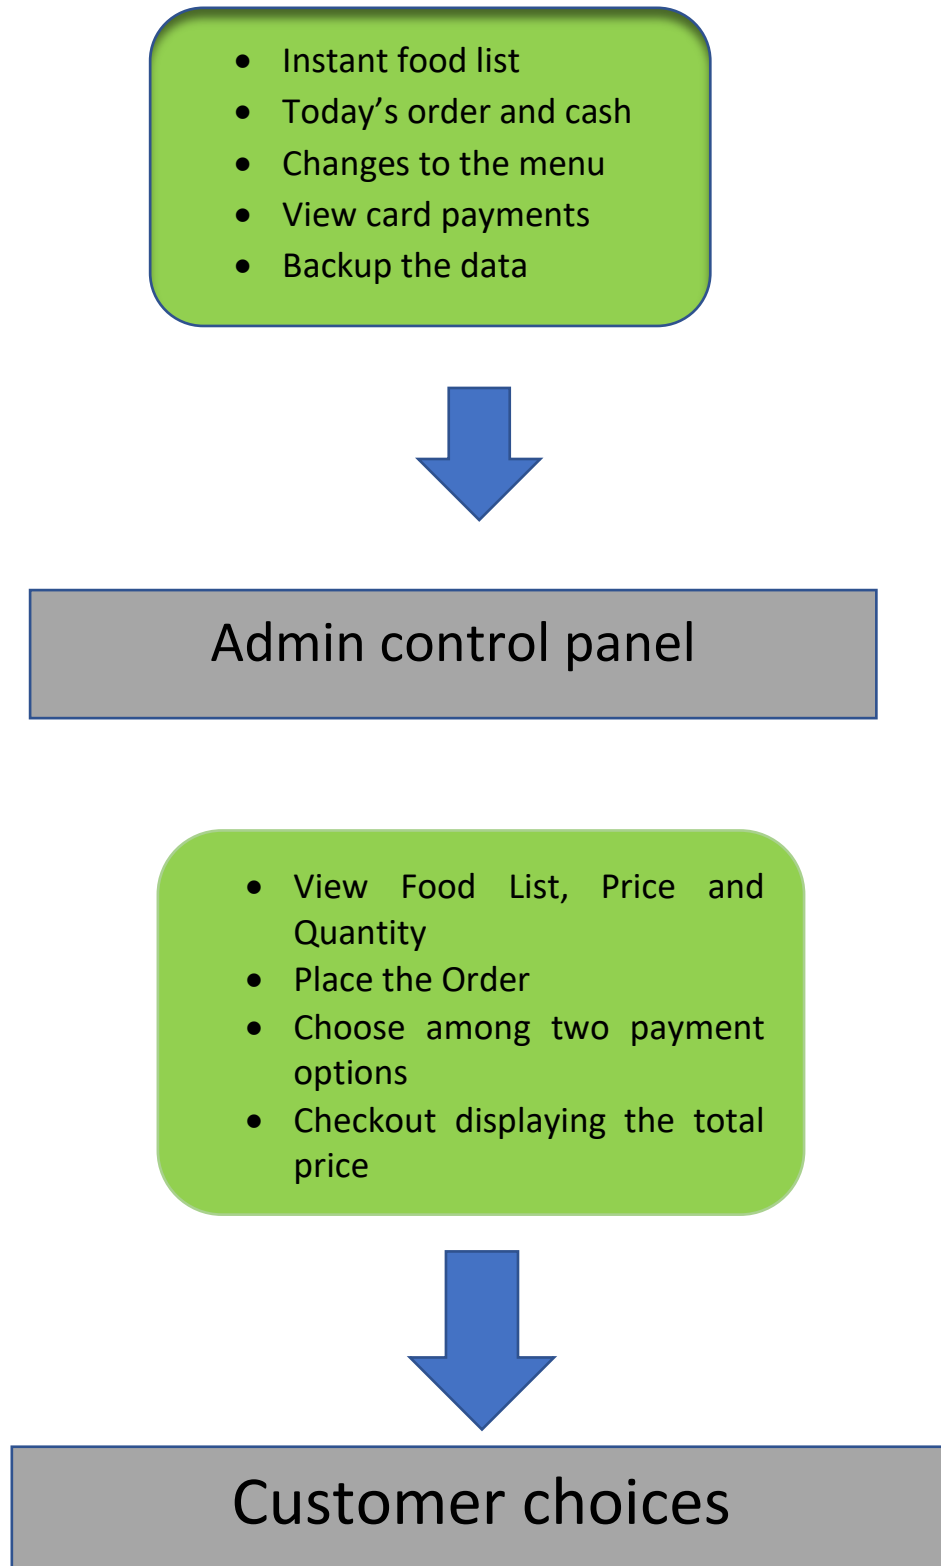 • Instant food list
• Today’s order and cash
• Changes to the menu
• View card payments
• Backup the data
Admin control panel
• View Food List, Price and
Quantity
• Place the Order
• Choose among two payment
options
• Checkout displaying the total
price
Customer choices